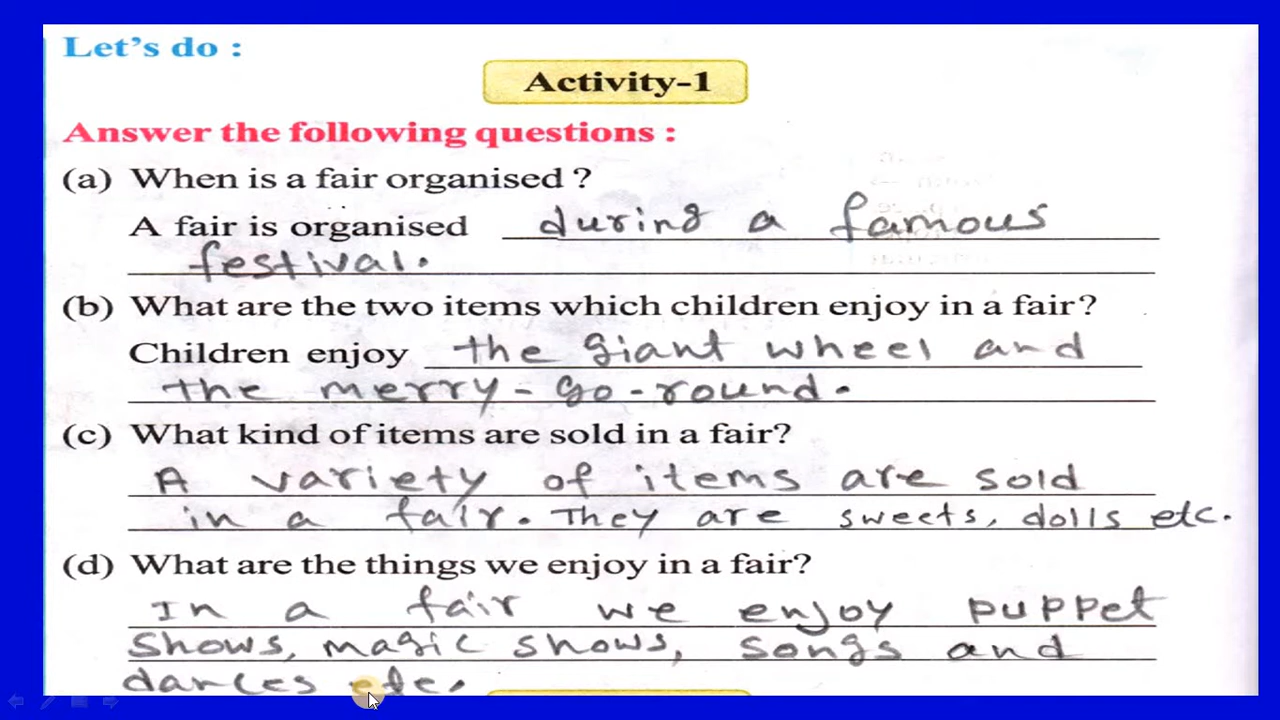 Let's do :
Activity-1
Answer the following questions :
(a) When is a fair organised ?
A fair is organised during a famous
festival.
(b) What are the two items which children enjoy in a fair?
Children enjoy the giant wheel and
the merry-go-round.
(c) What kind of items are sold in a fair?
A variety of items are sold
in a fair. They are sweets, dolls etc.
(d) What are the things we enjoy in a fair?
In a fair we enjoy puppet
shows, magic shows, songs and
dances etc.